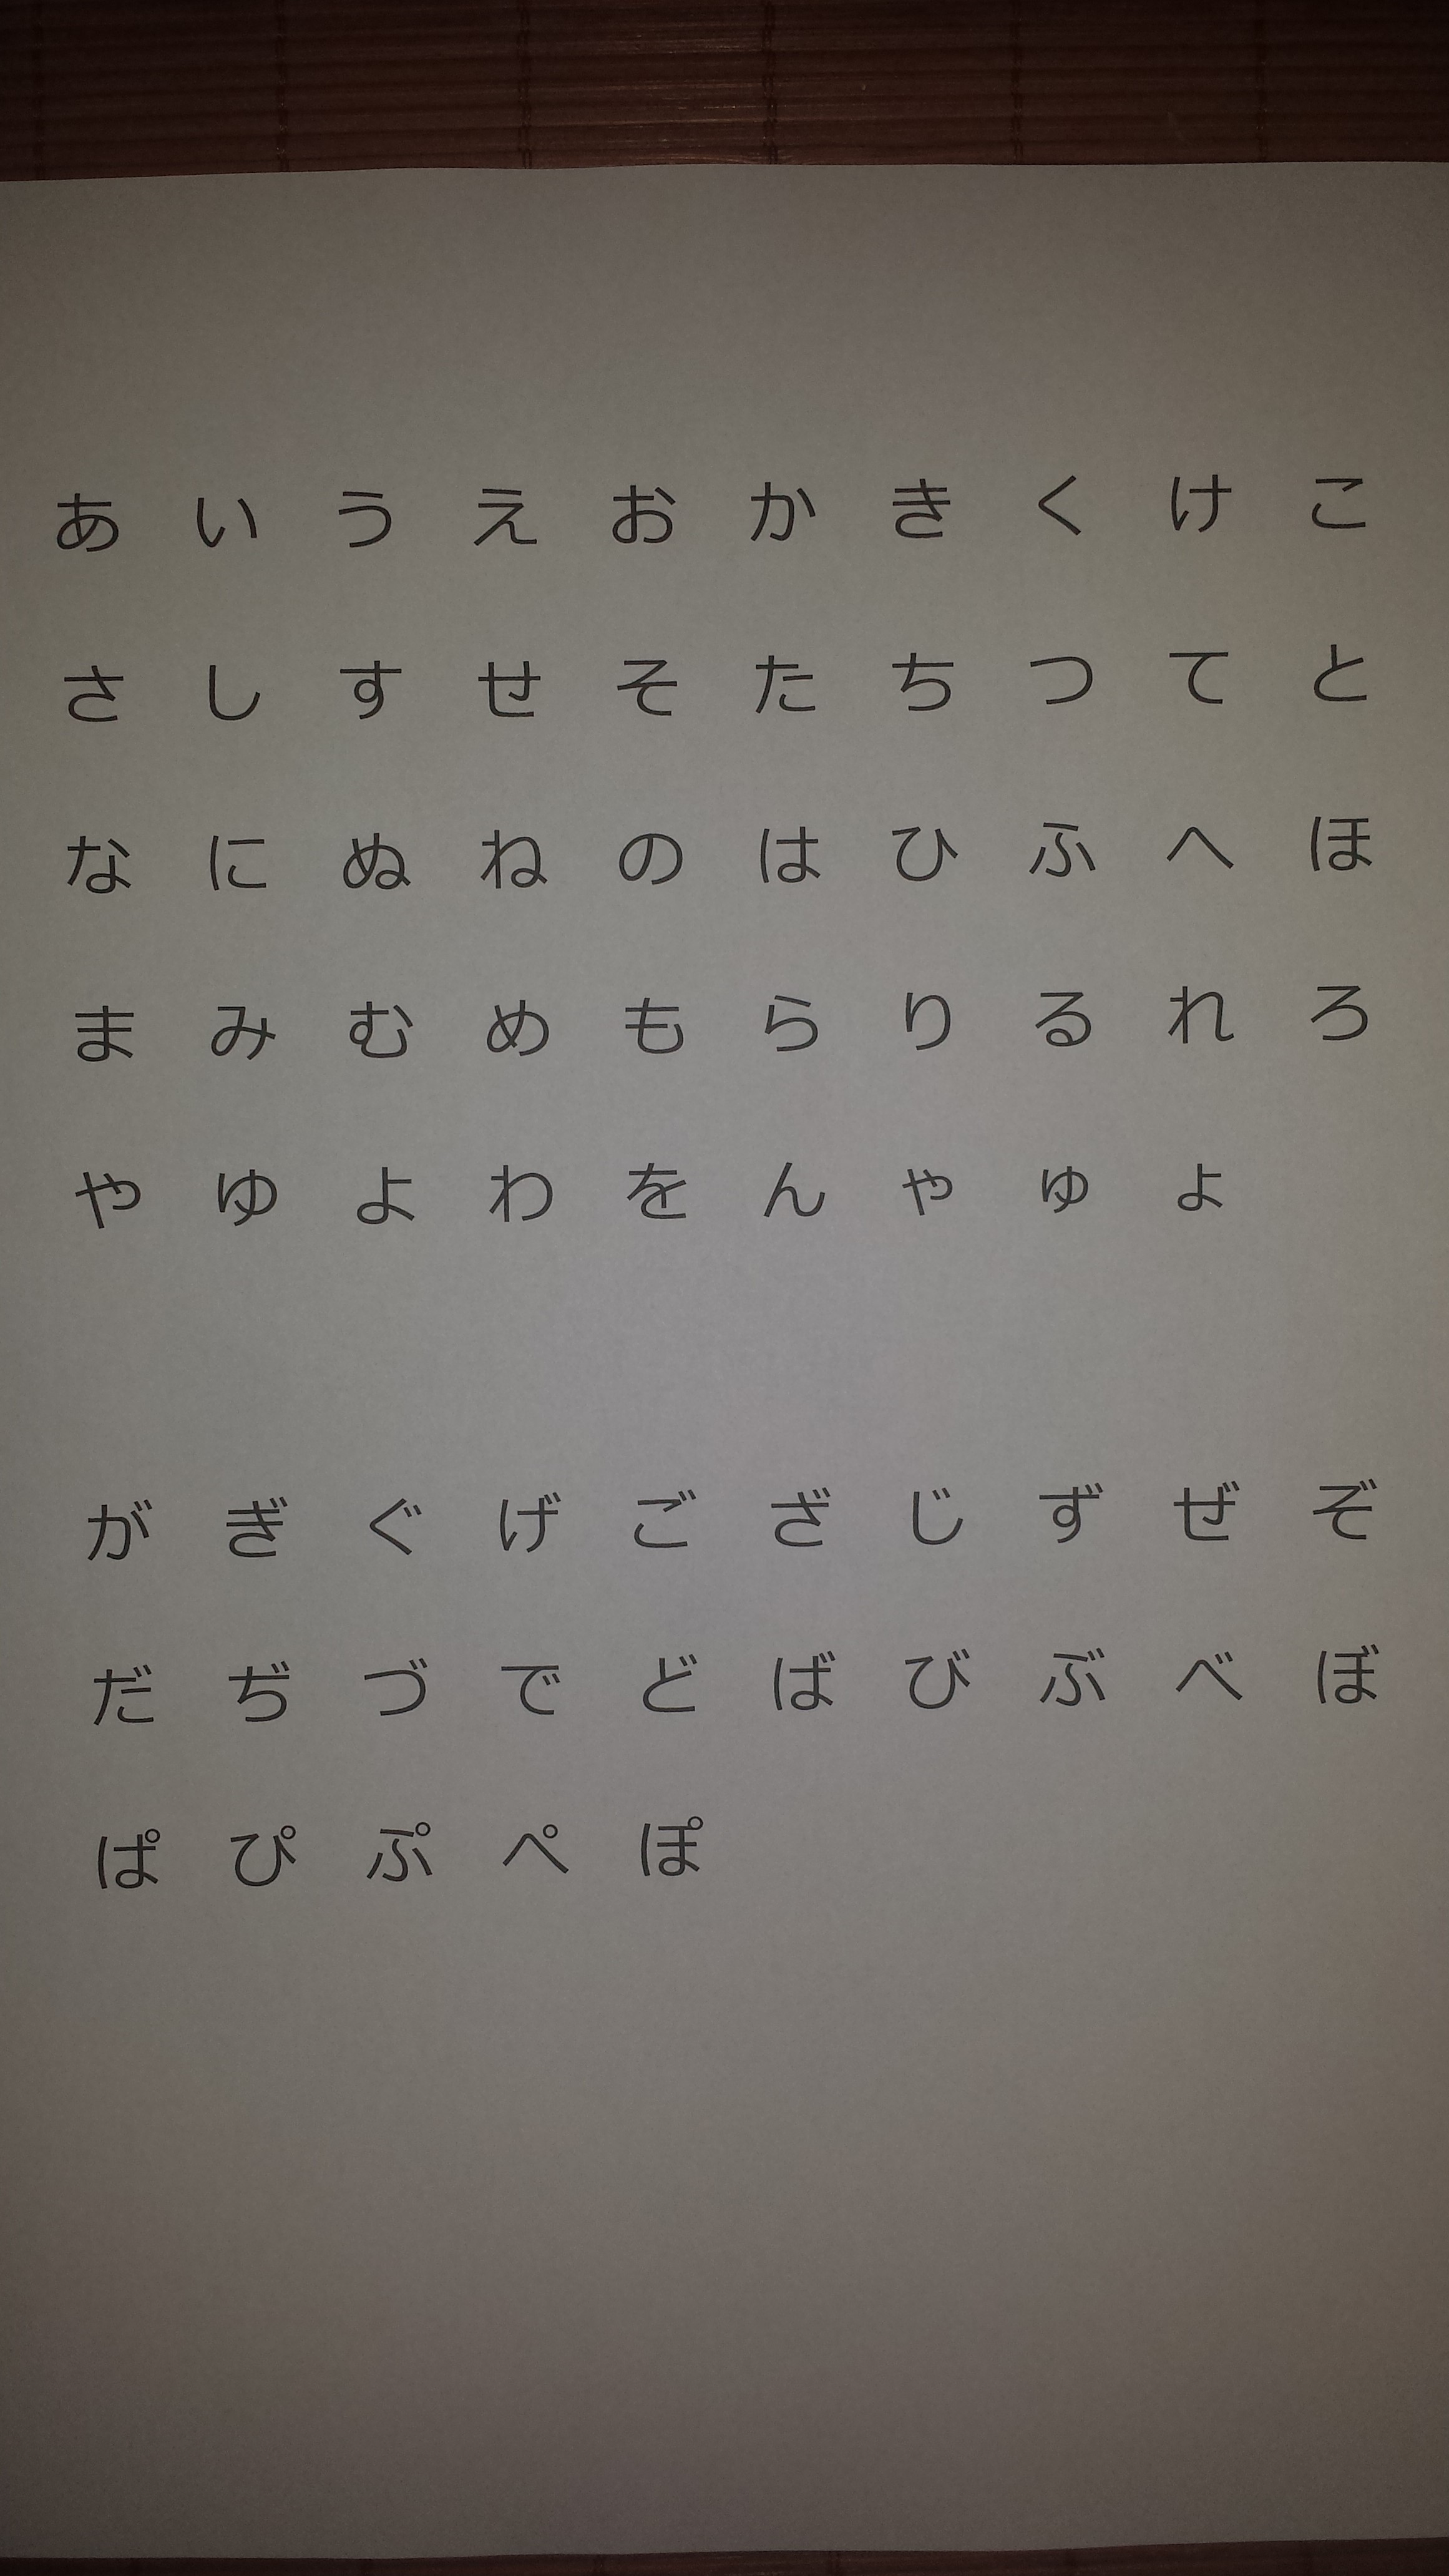 あ い う え お か き く け こ
さ し す せ そ た ち つ て と
な に ぬ ね の は ひ ふ へ ほ
ま み む め も ら り る れ ろ
や ゆ よ わ を ん ゃ ゅ ょ
が ぎ ぐ げ ご ざ じ ず ぜ ぞ
だ ぢ づ で ど ば び ぶ べ ぼ
ぱ ぴ ぷ ぺ ぽ